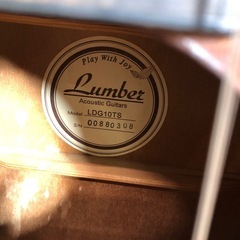 Play With Joy
Lumber
Acoustic Guitars
Model LDG10TS
S/N 00880308